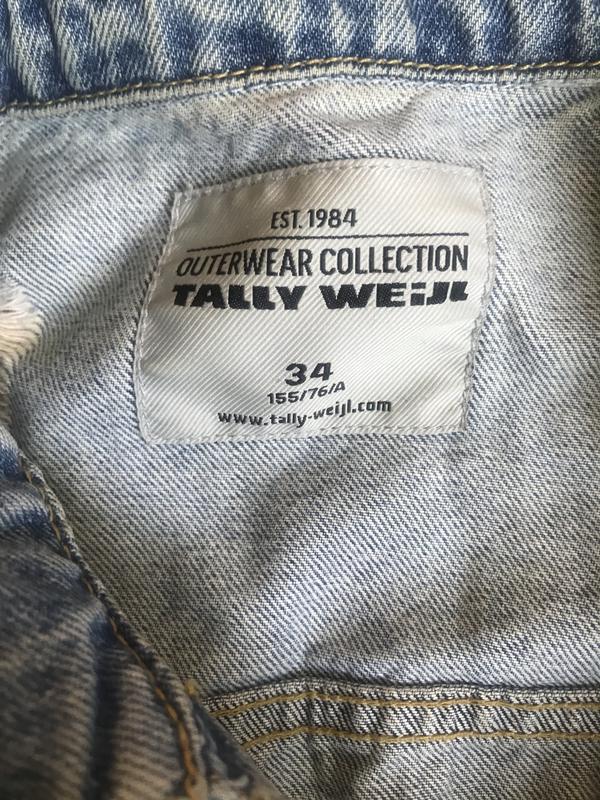 EST. 1984
OUTERWEAR COLLECTION
TALLY WEiJL
34
155/76/A
www.tally-weijl.com